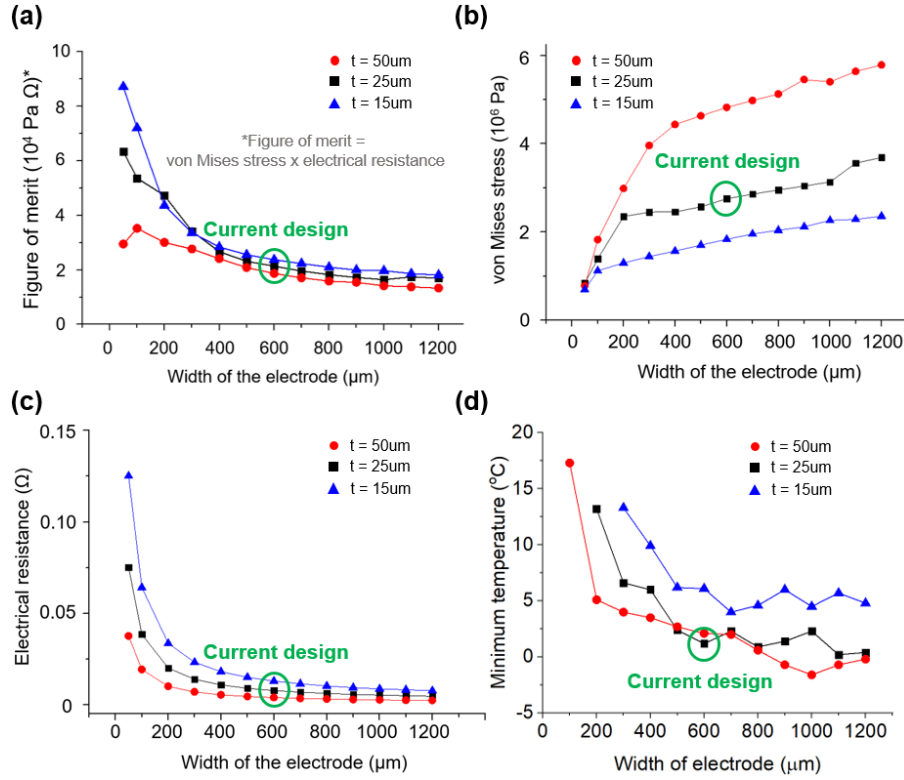 (a)
Figure of merit (10⁴ Pa Ω)*
10
8
6
4
2
0
t = 50um
t = 25um
t = 15um
*Figure of merit =
von Mises stress x electrical resistance
Current design
0 200 400 600 800 1000 1200
Width of the electrode (µm)
(b)
von Mises stress (10⁶ Pa)
6
4
2
0
t = 50um
t = 25um
t = 15um
Current design
0 200 400 600 800 1000 1200
Width of the electrode (µm)
(c)
Electrical resistance (Ω)
0.15
0.10
0.05
0
t = 50um
t = 25um
t = 15um
Current design
0 200 400 600 800 1000 1200
Width of the electrode (µm)
(d)
Minimum temperature (°C)
20
15
10
5
0
-5
t = 50um
t = 25um
t = 15um
Current design
0 200 400 600 800 1000 1200
Width of electrode (µm)